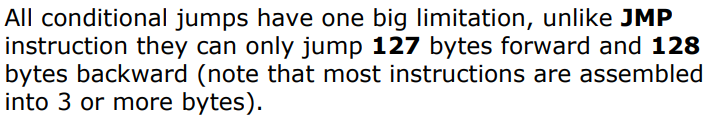 All conditional jumps have one big limitation, unlike JMP
instruction they can only jump 127 bytes forward and 128
bytes backward (note that most instructions are assembled
into 3 or more bytes).